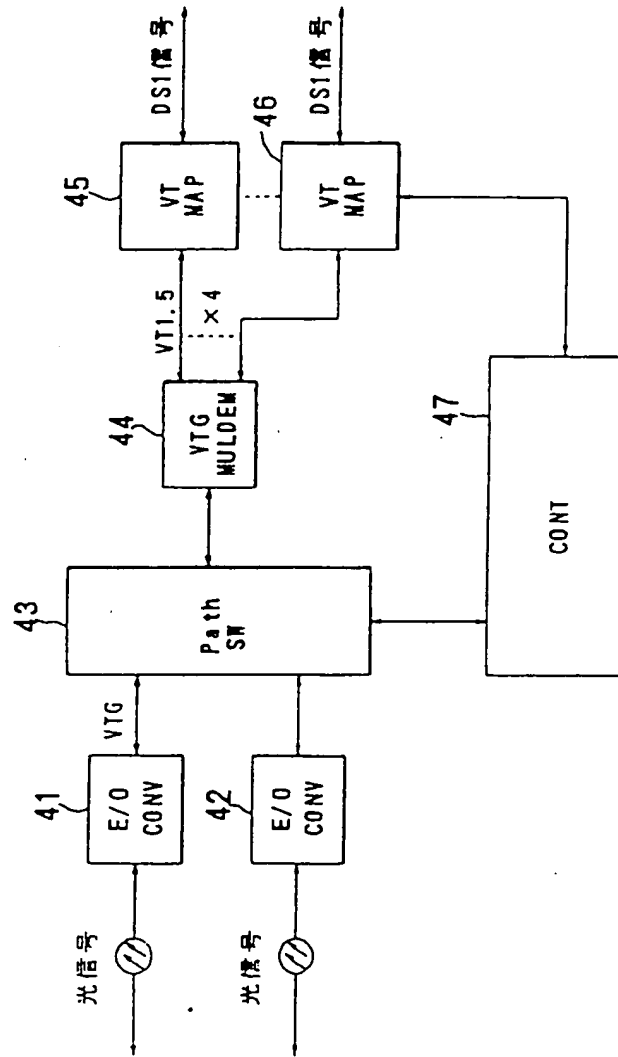 光信号
41
E/O
CONV
VTG
光信号
42
E/O
CONV
43
Path
SW
44
VTG
MULDEM
VT1.5
×4
45
VT
MAP
DS1信号
46
VT
MAP
DS1信号
47
CONT